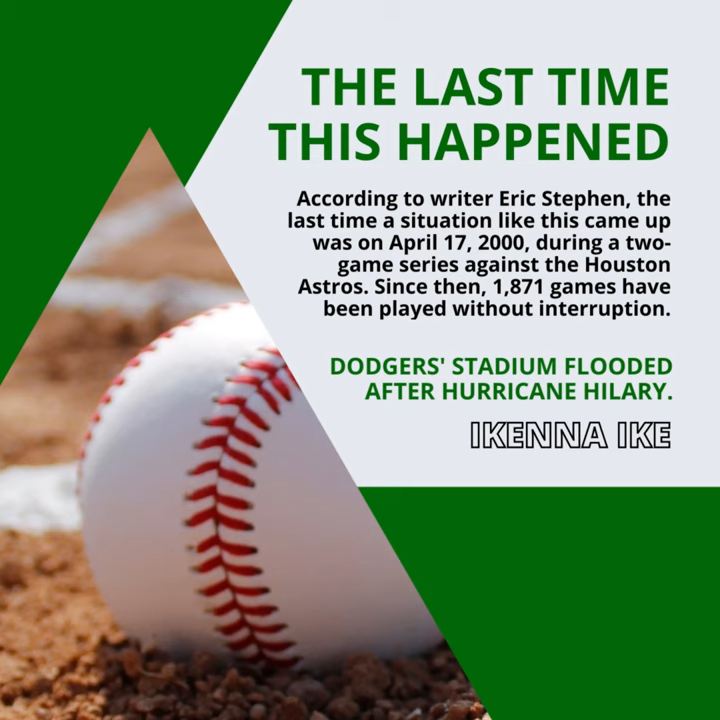 THE LAST TIME
THIS HAPPENED
According to writer Eric Stephen, the
last time a situation like this came up
was on April 17, 2000, during a two-
game series against the Houston
Astros. Since then, 1,871 games have
been played without interruption.
DODGERS' STADIUM FLOODED
AFTER HURRICANE HILARY.
IKENNA IKE